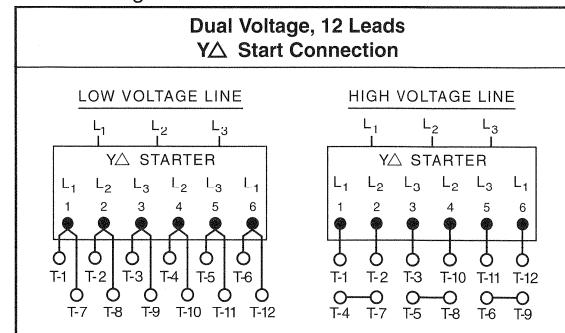 Dual Voltage, 12 Leads
Y△ Start Connection
LOW VOLTAGE LINE
L1 L2 L3
Y△ STARTER
L1 L2 L3 L2 L3 L1
1 2 3 4 5 6
T-1 T-2 T-3 T-4 T-5 T-6
T-7 T-8 T-9 T-10 T-11 T-12
HIGH VOLTAGE LINE
L1 L2 L3
Y△ STARTER
L1 L2 L3 L2 L3 L1
1 2 3 4 5 6
T-1 T-2 T-3 T-10 T-11 T-12
T-4 T-7 T-5 T-8 T-6 T-9